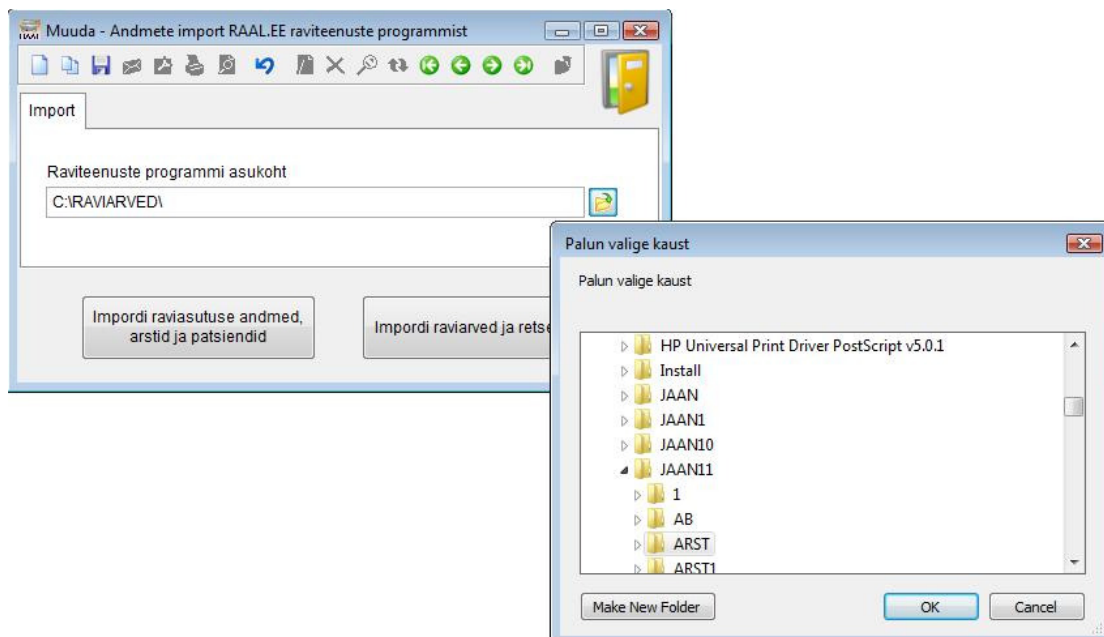 Muuda - Andmete import RAAL.EE raviteenuste programmist
Import
Raviteenuste programmi asukoht
C:\RAVIARVED\
Impordi raviasutuse andmed,
arstid ja patsiendid
Impordi raviarved ja
Palun valige kaust
Palun valige kaust
HP Universal Print Driver PostScript v5.0.1
Install
JAAN
JAAN1
JAAN10
JAAN11
1
AB
ARST
ARST1
Make New Folder
OK
Cancel